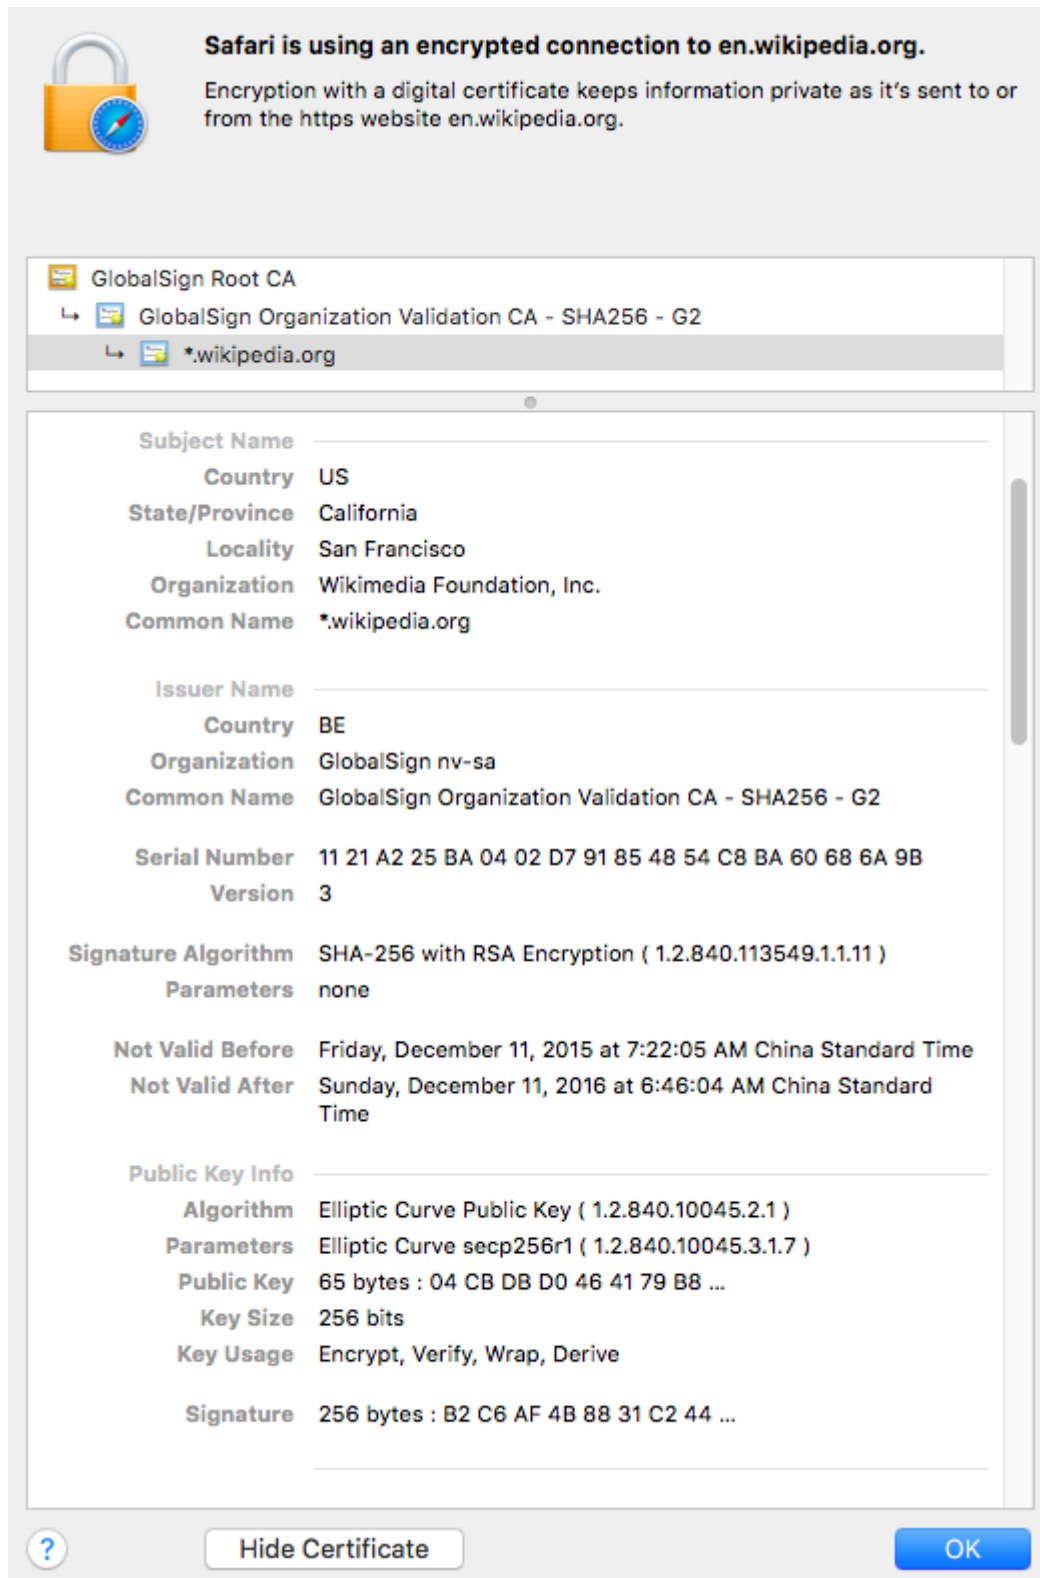 Safari is using an encrypted connection to en.wikipedia.org.
Encryption with a digital certificate keeps information private as it’s sent to or
from the https website en.wikipedia.org.
GlobalSign Root CA
GlobalSign Organization Validation CA - SHA256 - G2
*.wikipedia.org
Subject Name
Country US
State/Province California
Locality San Francisco
Organization Wikimedia Foundation, Inc.
Common Name *.wikipedia.org
Issuer Name
Country BE
Organization GlobalSign nv-sa
Common Name GlobalSign Organization Validation CA - SHA256 - G2
Serial Number 11 21 A2 25 BA 04 02 D7 91 85 48 54 C8 BA 60 68 6A 9B
Version 3
Signature Algorithm SHA-256 with RSA Encryption ( 1.2.840.113549.1.1.11 )
Parameters none
Not Valid Before Friday, December 11, 2015 at 7:22:05 AM China Standard Time
Not Valid After Sunday, December 11, 2016 at 6:46:04 AM China Standard
Time
Public Key Info
Algorithm Elliptic Curve Public Key ( 1.2.840.10045.2.1 )
Parameters Elliptic Curve secp256r1 ( 1.2.840.10045.3.1.7 )
Public Key 65 bytes : 04 CB DB D0 46 41 79 B8 ...
Key Size 256 bits
Key Usage Encrypt, Verify, Wrap, Derive
Signature 256 bytes : B2 C6 AF 4B 88 31 C2 44 ...
? Hide Certificate OK